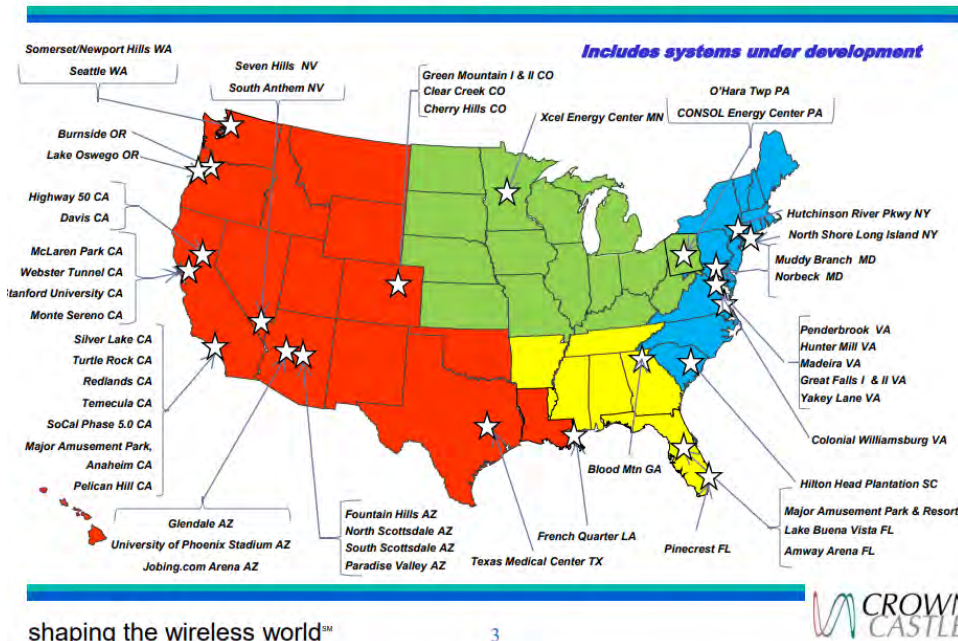 Includes systems under development
Somerset/Newport Hills WA
Seattle WA
Seven Hills NV
South Anthem NV
Green Mountain I & II CO
Clear Creek CO
Cherry Hills CO
Xcel Energy Center MN
O'Hara Twp PA
CONSOL Energy Center PA
Burnside OR
Lake Oswego OR
Highway 50 CA
Davis CA
McLaren Park CA
Webster Tunnel CA
Stanford University CA
Monte Sereno CA
Silver Lake CA
Turtle Rock CA
Redlands CA
Temecula CA
SoCal Phase 5.0 CA
Major Amusement Park,
Anaheim CA
Pelican Hill CA
Hutchinson River Pkwy NY
North Shore Long Island NY
Muddy Branch MD
Norbeck MD
Penderbrook VA
Hunter Mill VA
Madeira VA
Great Falls I & II VA
Yakey Lane VA
Colonial Williamsburg VA
Hilton Head Plantation SC
Major Amusement Park & Resort
Lake Buena Vista FL
Amway Arena FL
Blood Mtn GA
Pinecrest FL
French Quarter LA
Texas Medical Center TX
Fountain Hills AZ
North Scottsdale AZ
South Scottsdale AZ
Paradise Valley AZ
Glendale AZ
University of Phoenix Stadium AZ
Jobing.com Arena AZ
shaping the wireless world℠
3
CROWN
CASTLE